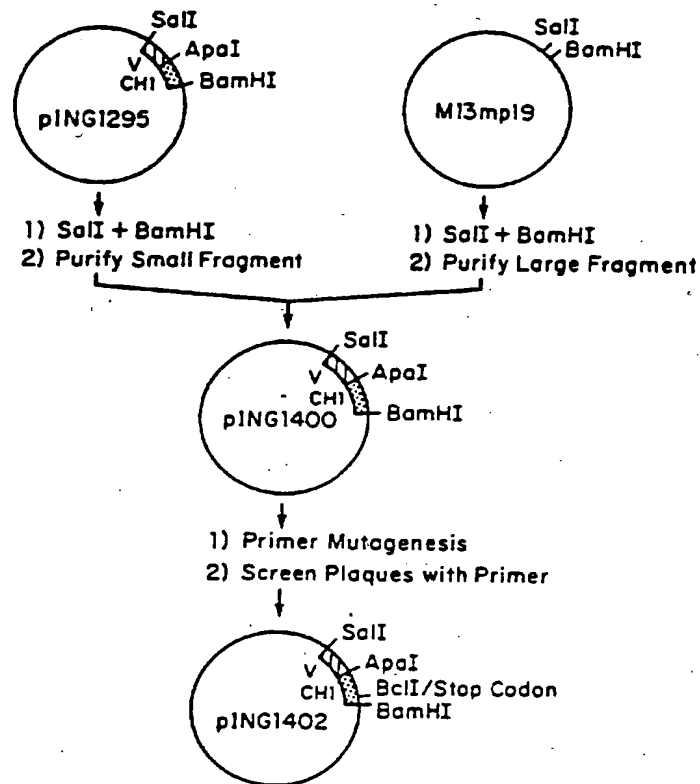 SalI
V
ApaI
CH1
BamHI
pING1295
SalI
BamHI
M13mp19
1) SalI + BamHI
2) Purify Small Fragment
1) SalI + BamHI
2) Purify Large Fragment
SalI
V
ApaI
CH1
BamHI
pING1400
1) Primer Mutagenesis
2) Screen Plaques with Primer
SalI
V
ApaI
CH1
BclI/Stop Codon
BamHI
pING1402